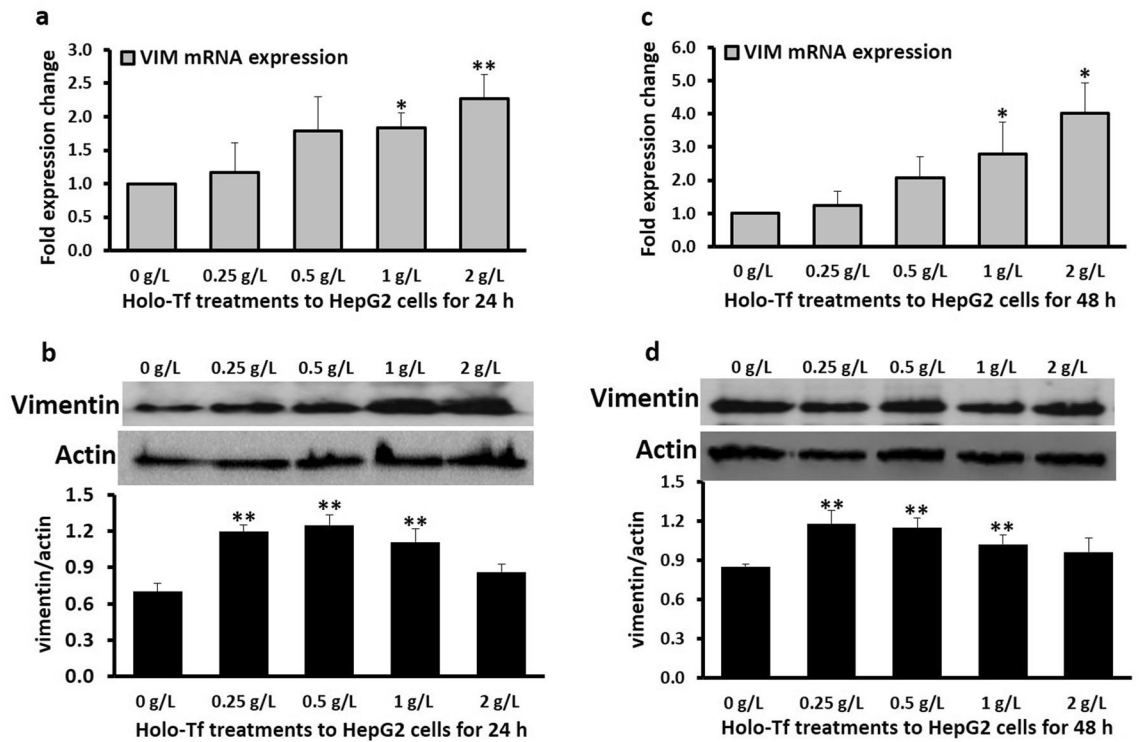 a
VIM mRNA expression
Fold expression change
3.0
2.5
2.0
1.5
1.0
0.5
0.0
*
**
0 g/L 0.25 g/L 0.5 g/L 1 g/L 2 g/L
Holo-Tf treatments to HepG2 cells for 24 h
c
VIM mRNA expression
Fold expression change
6.0
5.0
4.0
3.0
2.0
1.0
0.0
*
*
0 g/L 0.25 g/L 0.5 g/L 1 g/L 2 g/L
Holo-Tf treatments to HepG2 cells for 48 h
b
0 g/L 0.25 g/L 0.5 g/L 1 g/L 2 g/L
Vimentin
Actin
vimentin/actin
1.5
1.2
0.9
0.6
0.3
0.0
** ** **
0 g/L 0.25 g/L 0.5 g/L 1 g/L 2 g/L
Holo-Tf treatments to HepG2 cells for 24 h
d
0 g/L 0.25 g/L 0.5 g/L 1 g/L 2 g/L
Vimentin
Actin
vimentin/actin
1.5
1.2
0.9
0.6
0.3
0.0
** ** **
0 g/L 0.25 g/L 0.5 g/L 1 g/L 2 g/L
Holo-Tf treatments to HepG2 cells for 48 h